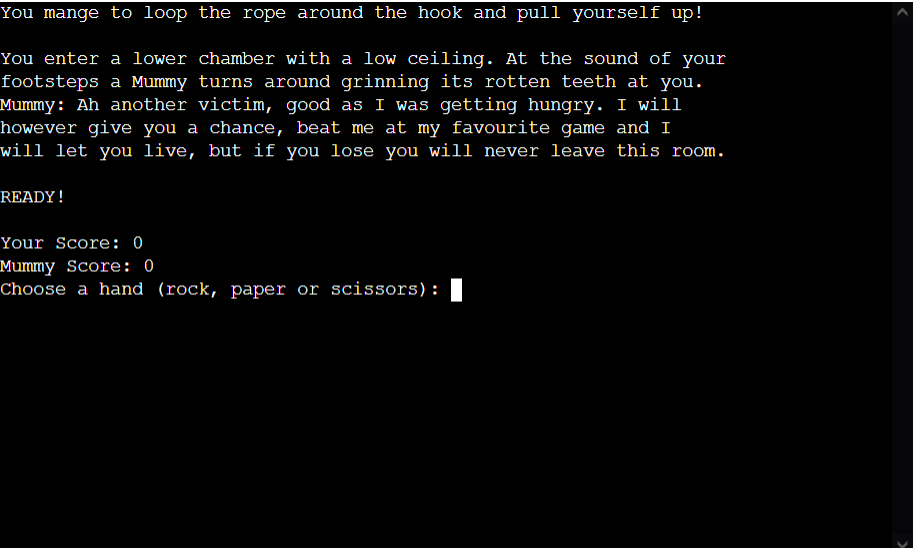 You mange to loop the rope around the hook and pull yourself up!
You enter a lower chamber with a low ceiling. At the sound of your
footsteps a Mummy turns around grinning its rotten teeth at you.
Mummy: Ah another victim, good as I was getting hungry. I will
however give you a chance, beat me at my favourite game and I
will let you live, but if you lose you will never leave this room.
READY!
Your Score: 0
Mummy Score: 0
Choose a hand (rock, paper or scissors):